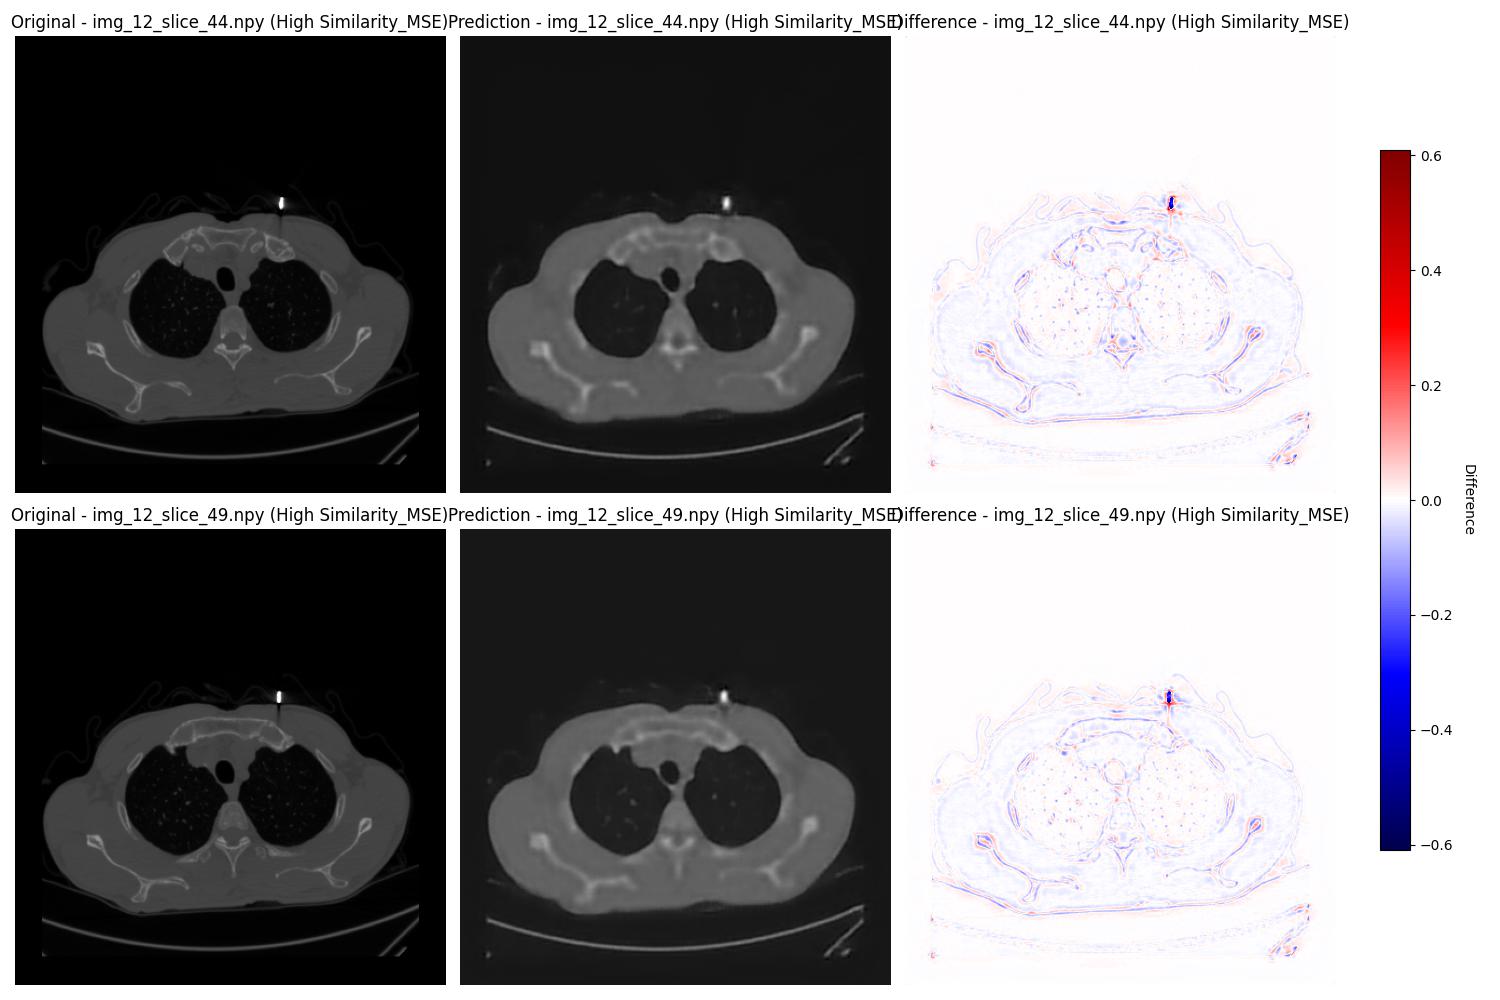 Original - img_12_slice_44.npy (High Similarity_MSE)
Prediction - img_12_slice_44.npy (High Similarity_MSE)
Difference - img_12_slice_44.npy (High Similarity_MSE)
Original - img_12_slice_49.npy (High Similarity_MSE)
Prediction - img_12_slice_49.npy (High Similarity_MSE)
Difference - img_12_slice_49.npy (High Similarity_MSE)
0.6
0.4
0.2
0.0
−0.2
−0.4
−0.6
Difference